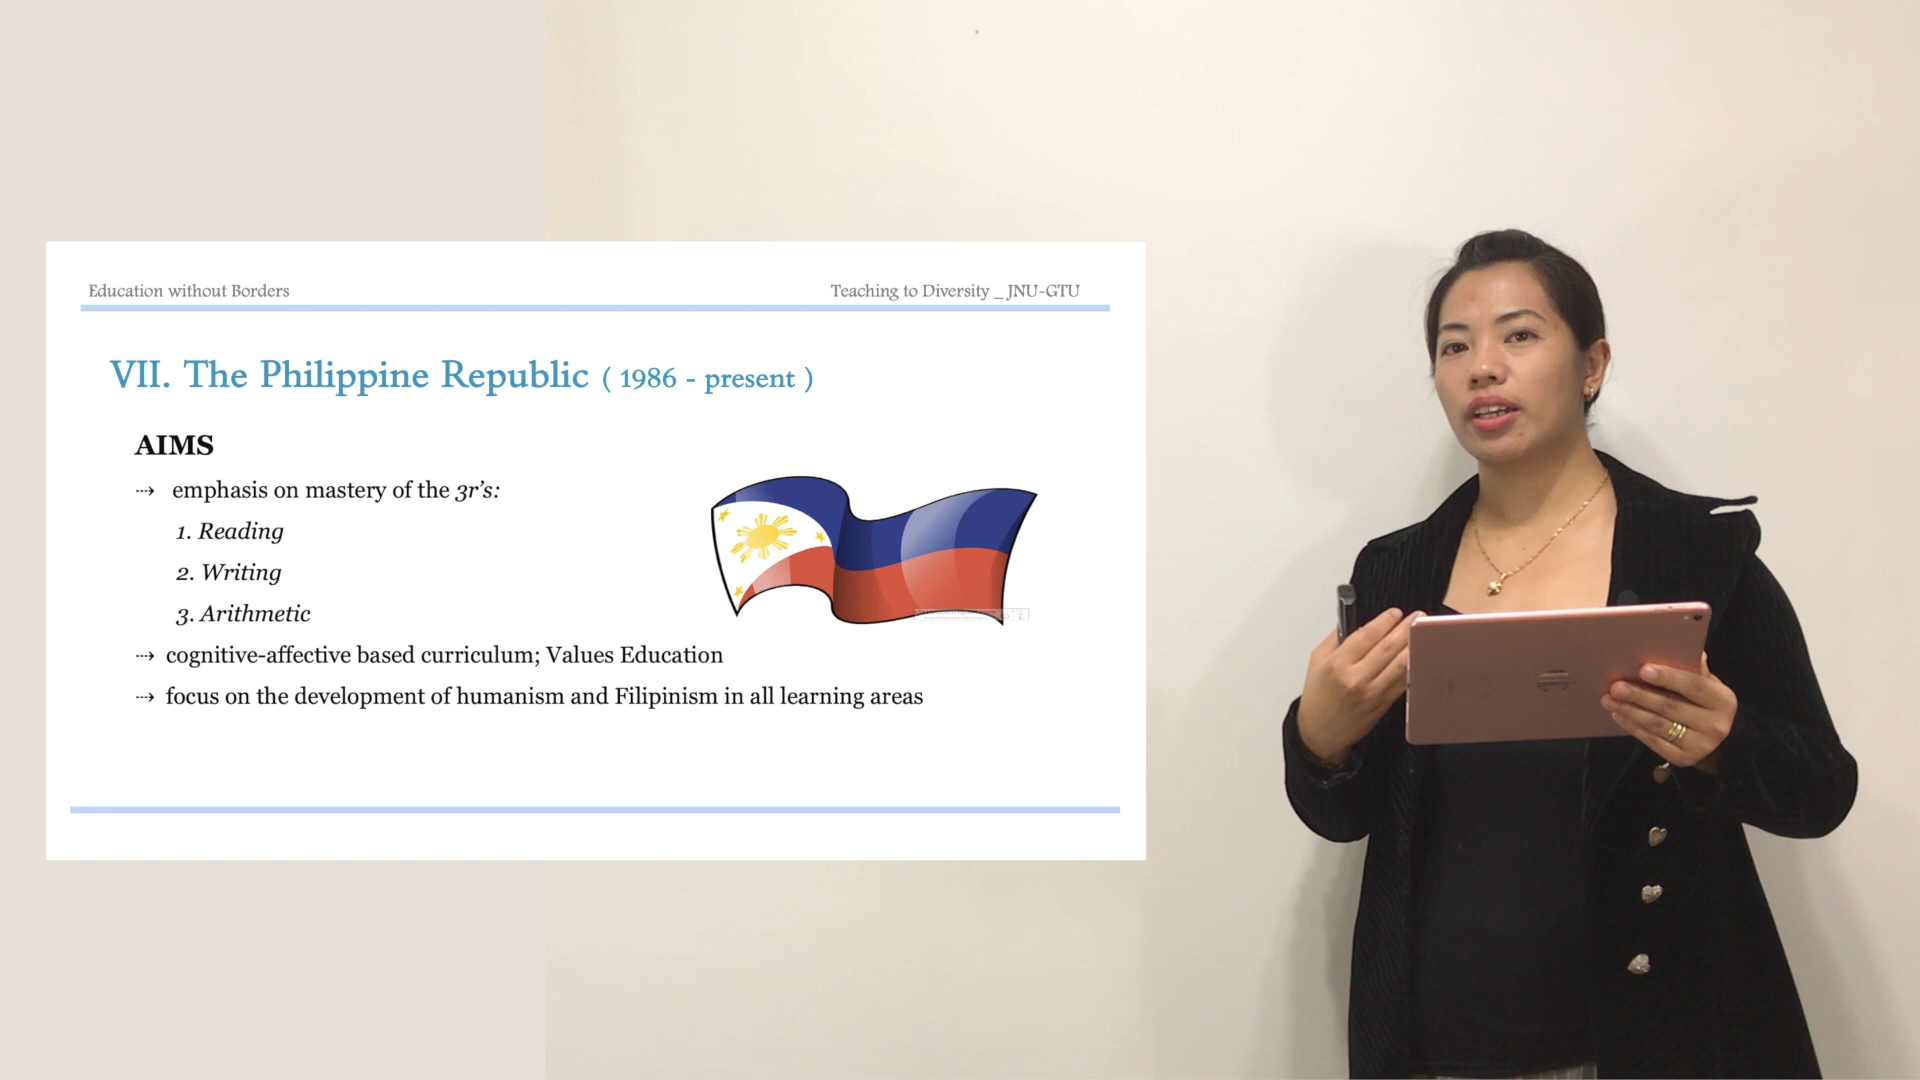 Education without Borders
Teaching to Diversity _ JNU-GTU
VII. The Philippine Republic ( 1986 - present )
AIMS
⤏ emphasis on mastery of the 3r's:
1. Reading
2. Writing
3. Arithmetic
⤏ cognitive-affective based curriculum; Values Education
⤏ focus on the development of humanism and Filipinism in all learning areas